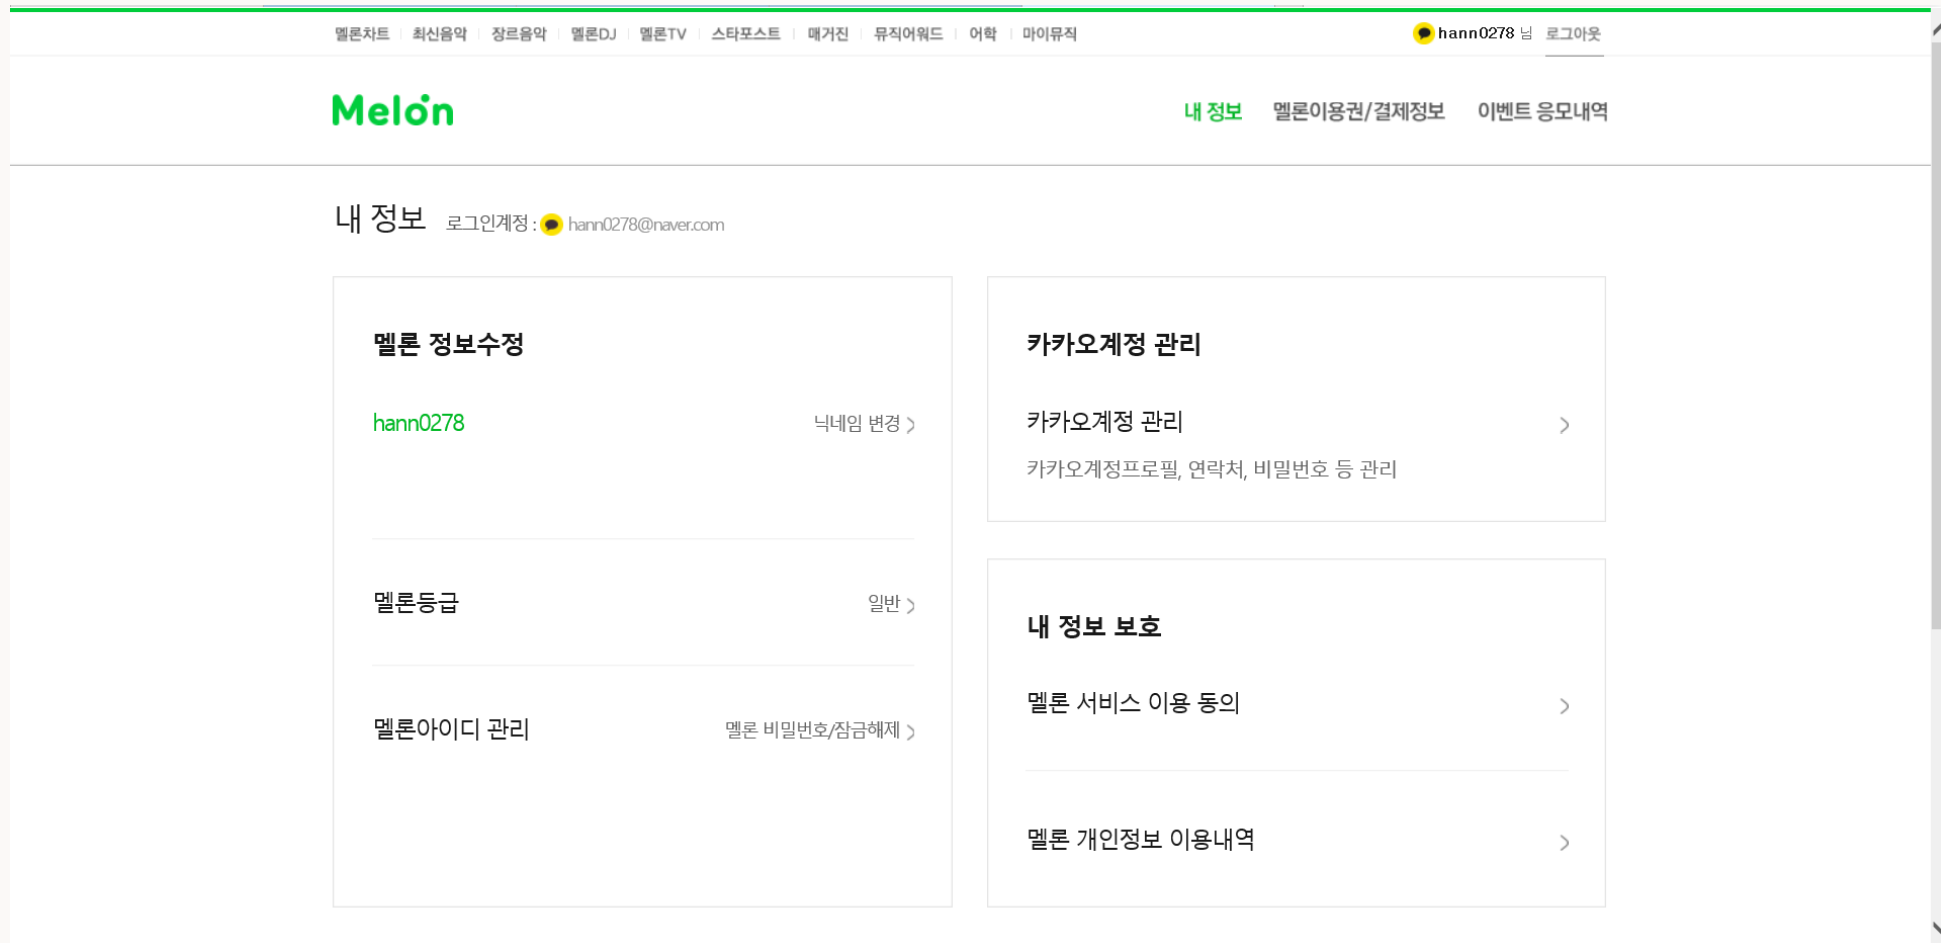 멜론차트 최신음악 장르음악 멜론DJ 멜론TV 스타포스트 매거진 뮤직어워드 어학 마이뮤직 hann0278 님 로그아웃
Melon 내 정보 멜론이용권/결제정보 이벤트 응모내역
내 정보 로그인계정 : hann0278@naver.com
멜론 정보수정
hann0278 닉네임 변경
멜론등급 일반
멜론아이디 관리 멜론 비밀번호/잠금해제
카카오계정 관리
카카오계정 관리
카카오계정프로필, 연락처, 비밀번호 등 관리
내 정보 보호
멜론 서비스 이용 동의
멜론 개인정보 이용내역